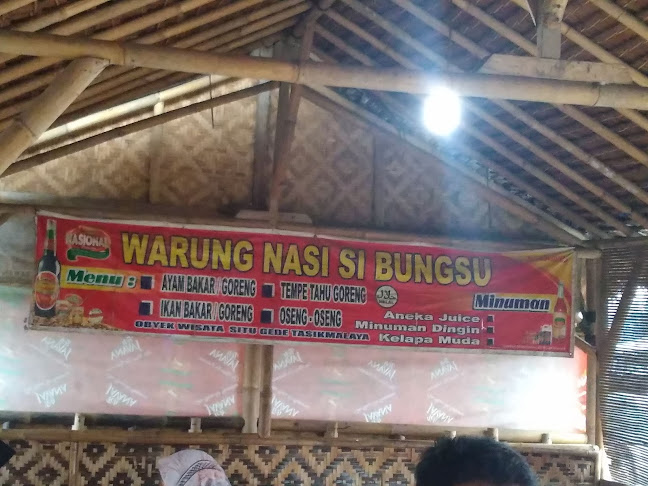 NASIONAL
WARUNG NASI SI BUNGSU
Menu :
AYAM BAKAR / GORENG
TEMPE TAHU GORENG
IKAN BAKAR / GORENG
OSENG - OSENG
Minuman
Aneka Juice
Minuman Dingin
Kelapa Muda
OBYEK WISATA SITU GEDE TASIKMALAYA